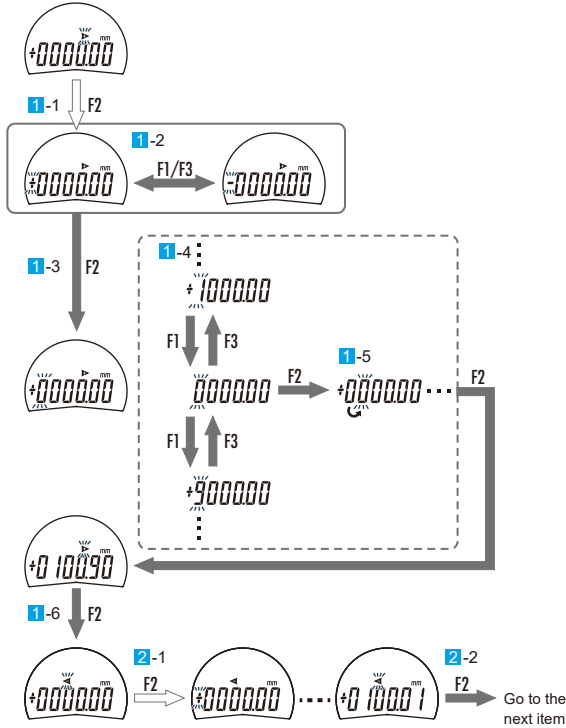 mm
+0000.00
1-1 F2
1-2
mm
+0000.00
F1/F3
mm
-0000.00
1-3 F2
mm
+0000.00
1-4
+1000.00
F1 F3
0000.00
F2
1-5
+0000.00
F2
F1 F3
+9000.00
mm
+0100.90
1-6 F2
mm
+0000.00
2-1
F2
mm
+0000.00
mm
+0100.01
2-2
F2
Go to the
next item